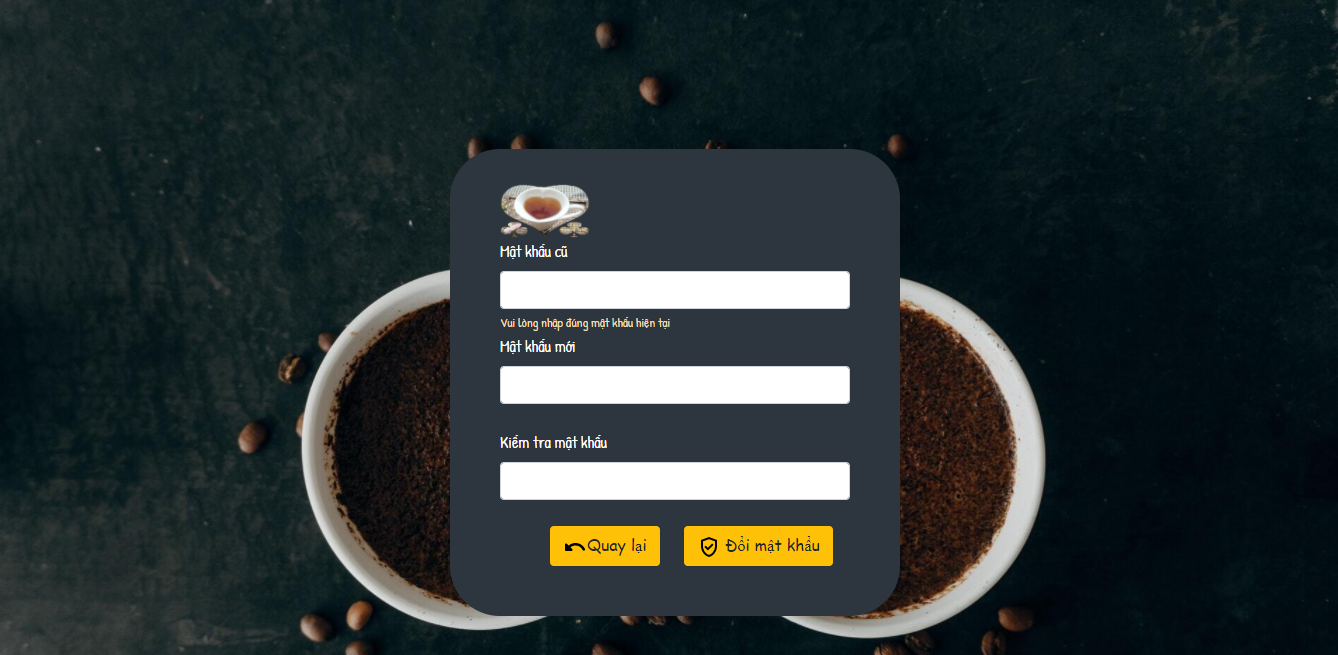 Mật khẩu cũ
Vui lòng nhập đúng mật khẩu hiện tại
Mật khẩu mới
Kiểm tra mật khẩu
Quay lại
Đổi mật khẩu